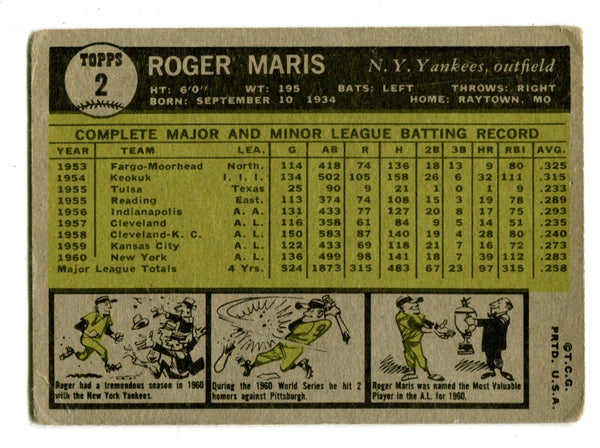 TOPPS
2
ROGER MARIS
N. Y. Yankees, outfield
HT: 6'0" WT: 195 BATS: LEFT THROWS: RIGHT
BORN: SEPTEMBER 10 1934 HOME: RAYTOWN, MO
COMPLETE MAJOR AND MINOR LEAGUE BATTING RECORD
YEAR TEAM LEA. G AB R H 2B 3B HR RBI AVG.
1953 Fargo-Moorhead North. 114 418 74 136 18 13 9 80 .325
1954 Keokuk I. I. I. 134 502 105 158 26 6 32 111 .315
1955 Tulsa Texas 25 90 9 21 1 0 1 9 .233
1955 Reading East. 113 374 74 108 15 3 19 78 .289
1956 Indianapolis A. A. 131 433 77 127 20 8 17 75 .293
1957 Cleveland A. L. 116 358 61 84 9 5 14 51 .235
1958 Cleveland-K. C. A. L. 150 583 87 140 19 4 28 80 .240
1959 Kansas City A. L. 122 433 69 118 21 7 16 72 .273
1960 New York A. L. 136 499 98 141 18 7 39 112 .283
Major League Totals 4 Yrs. 524 1873 315 483 67 23 97 315 .258
Roger had a tremendous season in 1960
with the New York Yankees.
During the 1960 World Series he hit 2
homers against Pittsburgh.
Roger Maris was named the Most Valuable
Player in the A.L. for 1960.
©T.C.G.
PRTD. U.S.A.